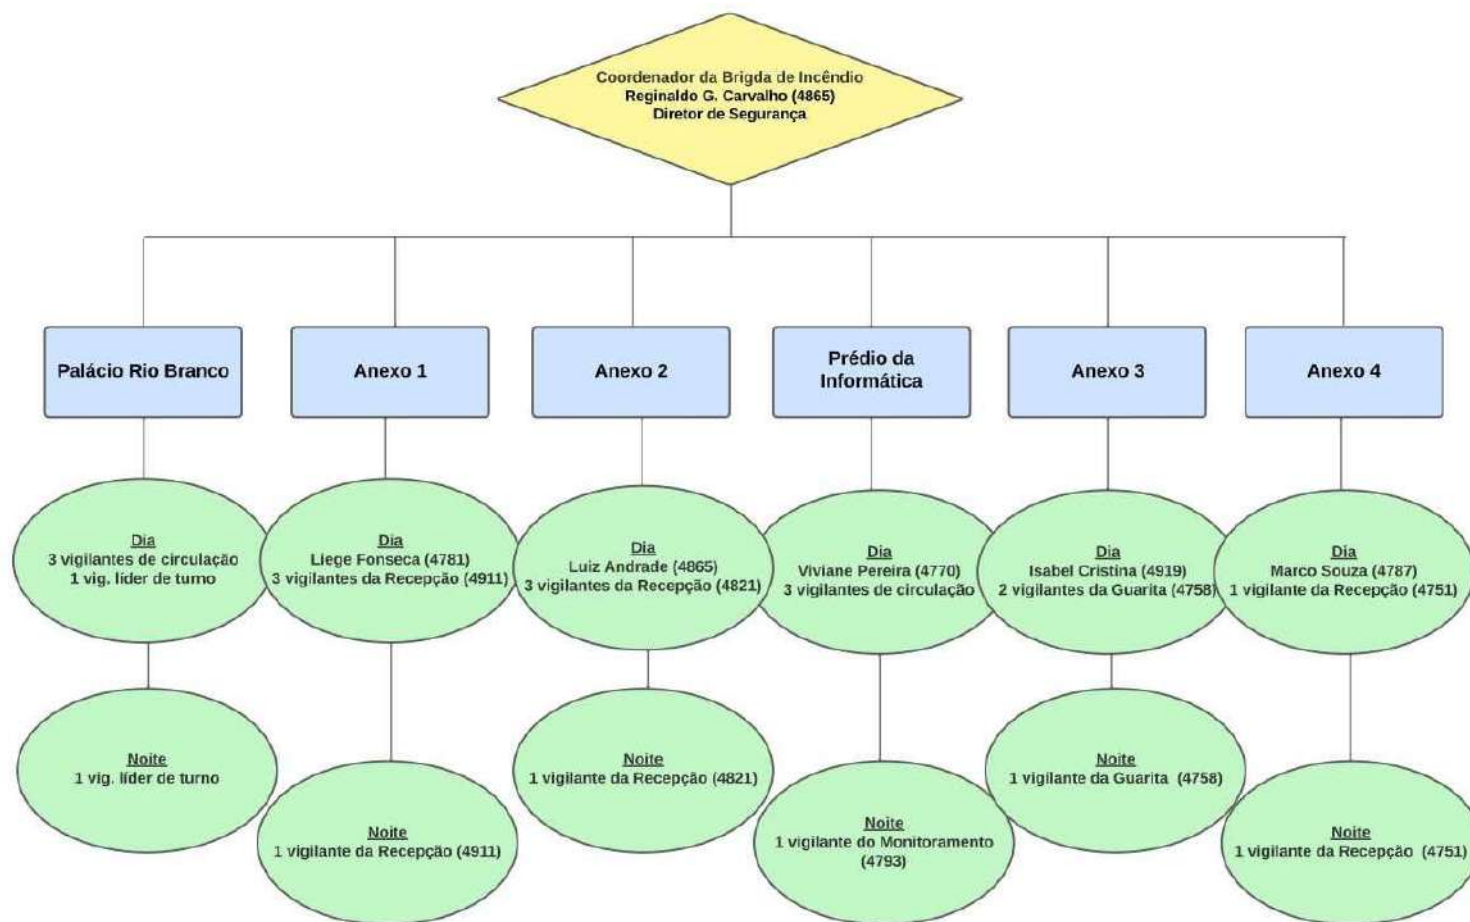 Coordenador da Brigda de Incêndio
Reginaldo G. Carvalho (4865)
Diretor de Segurança
Palácio Rio Branco
Anexo 1
Anexo 2
Prédio da
Informática
Anexo 3
Anexo 4
Dia
3 vigilantes de circulação
1 vig. líder de turno
Dia
Liege Fonseca (4781)
3 vigilantes da Recepção (4911)
Dia
Luiz Andrade (4865)
3 vigilantes da Recepção (4821)
Dia
Viviane Pereira (4770)
3 vigilantes de circulação
Dia
Isabel Cristina (4919)
2 vigilantes da Guarita (4758)
Dia
Marco Souza (4787)
1 vigilante da Recepção (4751)
Noite
1 vig. líder de turno
Noite
1 vigilante da Recepção (4911)
Noite
1 vigilante da Recepção (4821)
Noite
1 vigilante do Monitoramento
(4793)
Noite
1 vigilante da Guarita (4758)
Noite
1 vigilante da Recepção (4751)